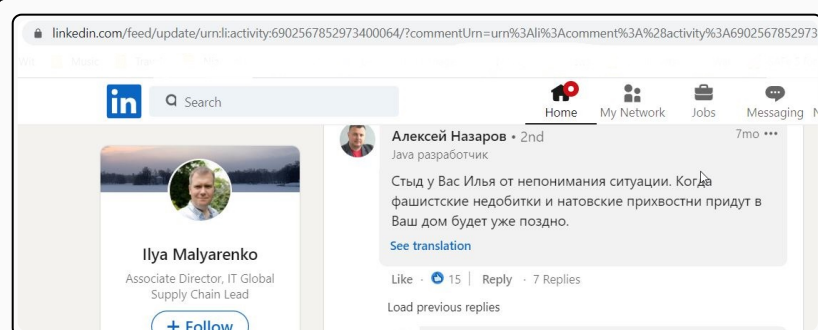 linkedin.com/feed/update/urn:li:activity:6902567852973400064/?commentUrn=urn%3Ali%3Acomment%3A%28activity%3A6902567852973
in
Search
Home
My Network
Jobs
Messaging
Алексей Назаров • 2nd
7mo •••
Java разработчик
Стыд у Вас Илья от непонимания ситуации. Когда
фашистские недобитки и натовские прихвостни придут в
Ваш дом будет уже поздно.
See translation
Like · 15 | Reply · 7 Replies
Load previous replies
Ilya Malyarenko
Associate Director, IT Global
Supply Chain Lead
+ Follow